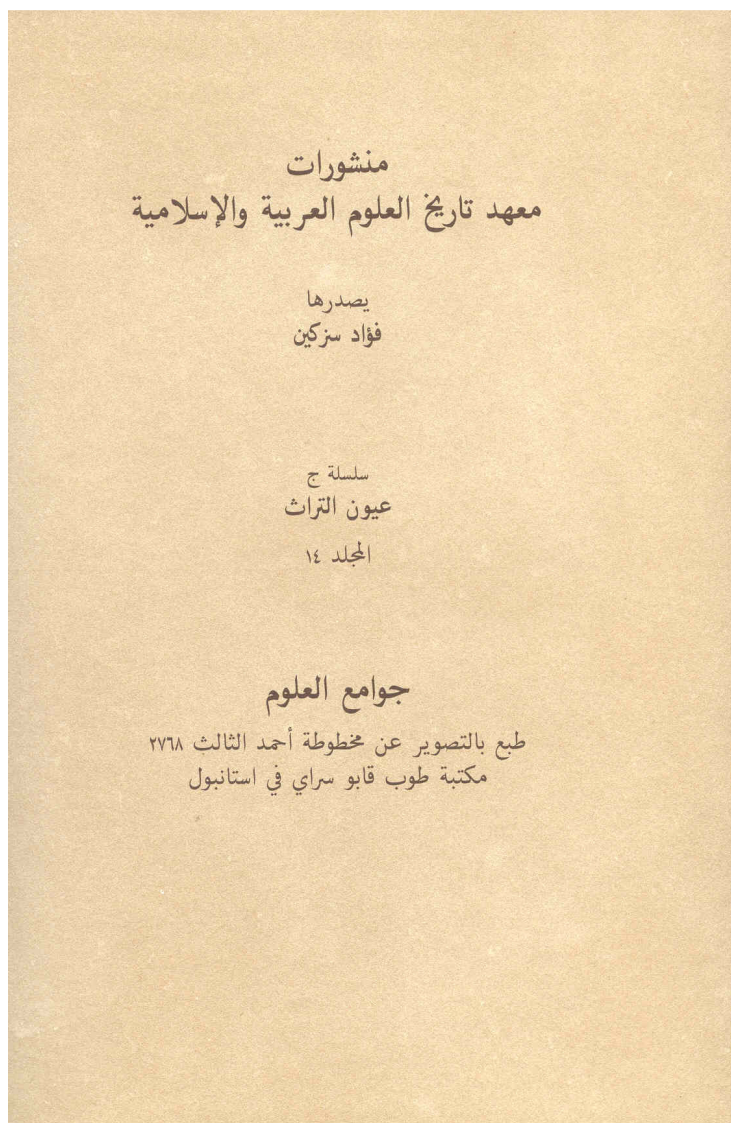 منشورات
معهد تاريخ العلوم العربية والإسلامية
يصدرها
فؤاد سزكين
سلسلة ج
عيون التراث
المجلد ١٤
جوامع العلوم
طبع بالتصوير عن مخطوطة أحمد الثالث ٢٧٦٨
مكتبة طوب قابو سراي في استانبول